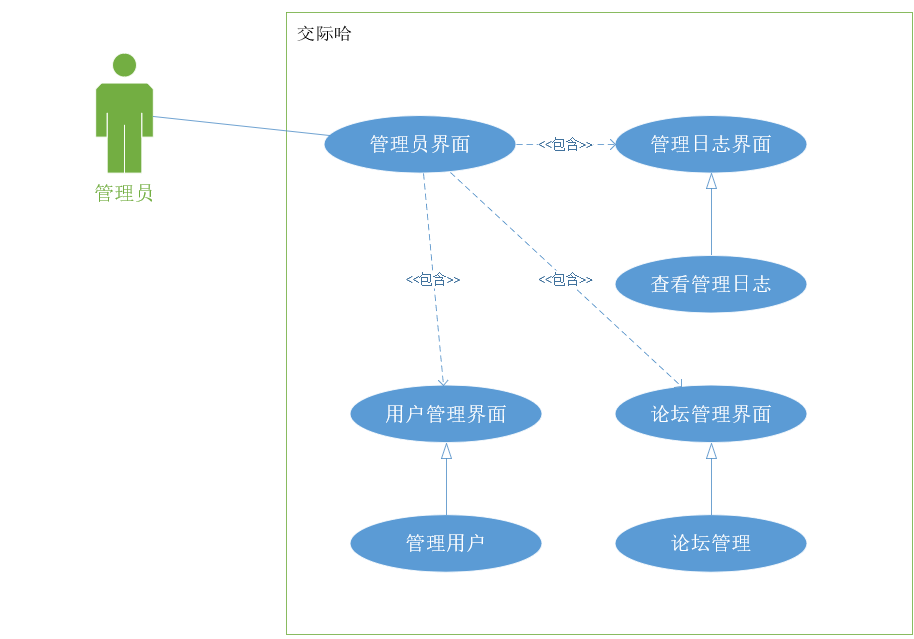 交际哈
管理员界面
<<包含>>
管理日志界面
管理员
查看管理日志
<<包含>>
<<包含>>
用户管理界面
论坛管理界面
管理用户
论坛管理